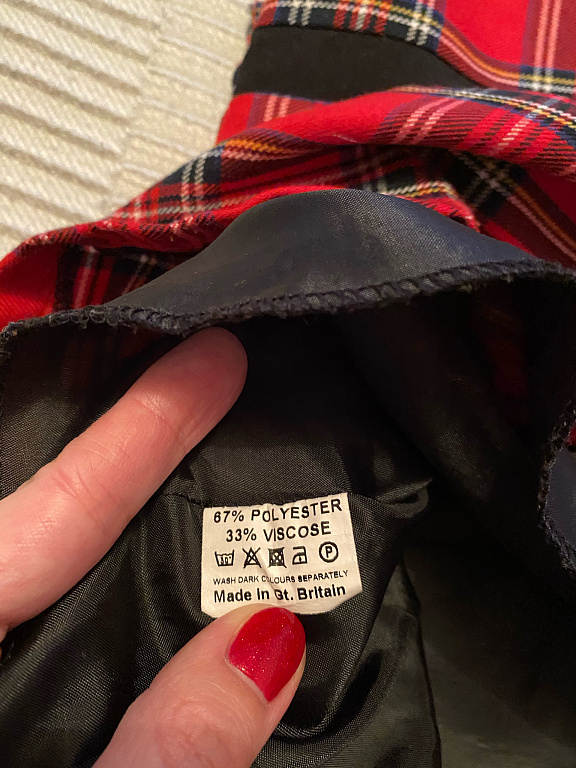 67% POLYESTER
33% VISCOSE
P
WASH DARK COLOURS SEPARATELY
Made in Gt. Britain